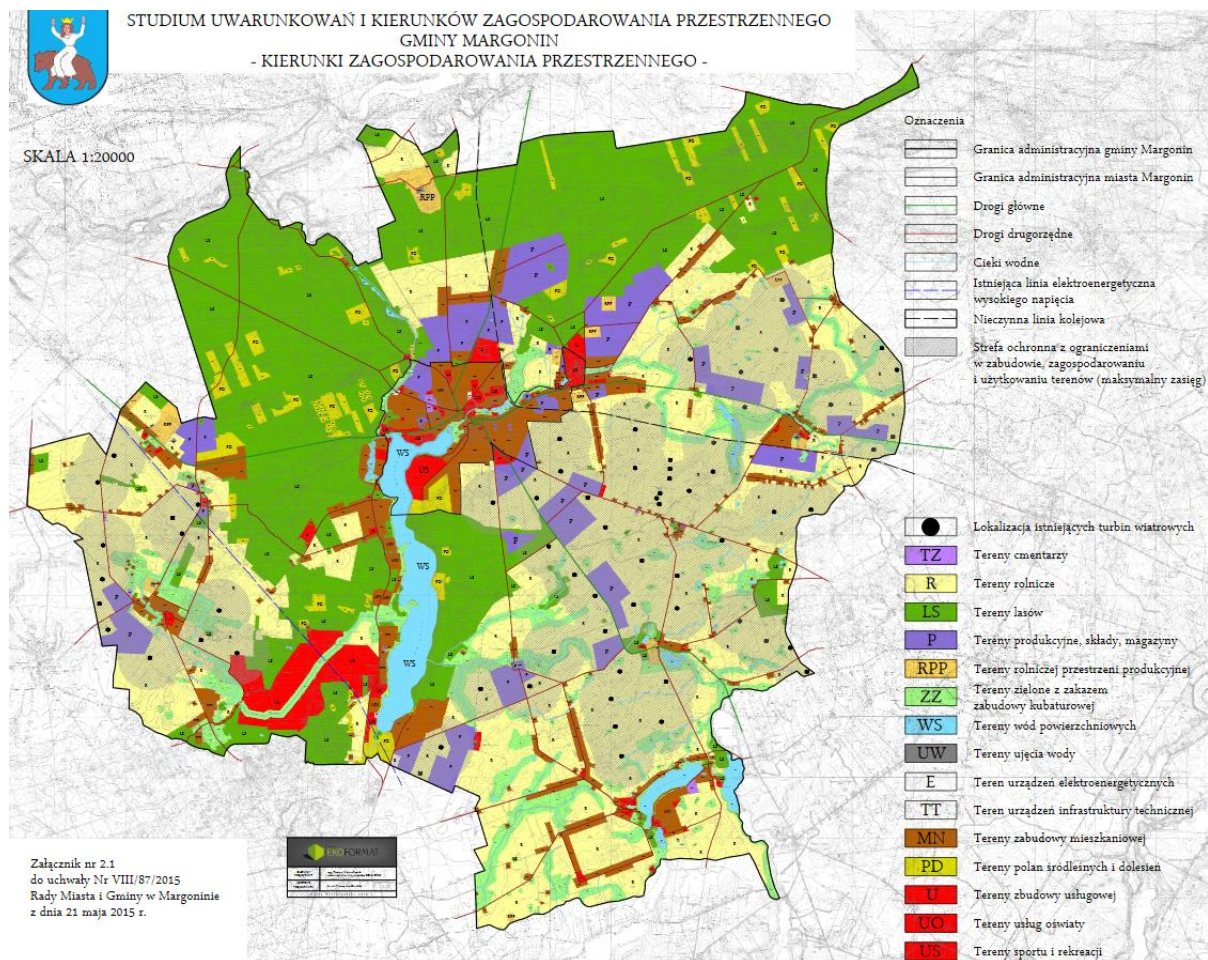 STUDIUM UWARUNKOWAŃ I KIERUNKÓW ZAGOSPODAROWANIA PRZESTRZENNEGO
GMINY MARGONIN
- KIERUNKI ZAGOSPODAROWANIA PRZESTRZENNEGO -
SKALA 1:20000
Oznaczenia
Granica administracyjna gminy Margonin
Granica administracyjna miasta Margonin
Drogi główne
Drogi drugorzędne
Cieki wodne
Istniejąca linia elektroenergetyczna
wysokiego napięcia
Nieczynna linia kolejowa
Strefa ochronna z ograniczeniami
w zabudowie, zagospodarowaniu
i użytkowaniu terenów (maksymalny zasięg)
Lokalizacja istniejących turbin wiatrowych
TZ Tereny cmentarzy
R Tereny rolnicze
LS Tereny lasów
P Tereny produkcyjne, składy, magazyny
RPP Tereny rolniczej przestrzeni produkcyjnej
ZZ Tereny zielone z zakazem
zabudowy kubaturowej
WS Tereny wód powierzchniowych
UW Tereny ujęcia wody
E Teren urządzeń elektroenergetycznych
TT Teren urządzeń infrastruktury technicznej
MN Tereny zabudowy mieszkaniowej
PD Tereny polan śródleśnych i dolesień
U Tereny zbudowy usługowej
UO Tereny usług oświaty
US Tereny sportu i rekreacji
RPP
WS
US
WS
WS
EKOFORMAT
Załącznik nr 2.1
do uchwały Nr VIII/87/2015
Rady Miasta i Gminy w Margoninie
z dnia 21 maja 2015 r.